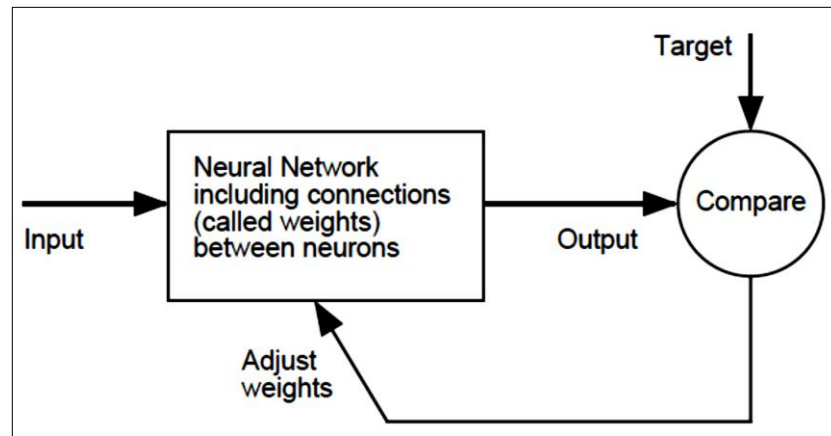 Target
Neural Network
including connections
(called weights)
between neurons
Compare
Input
Output
Adjust
weights